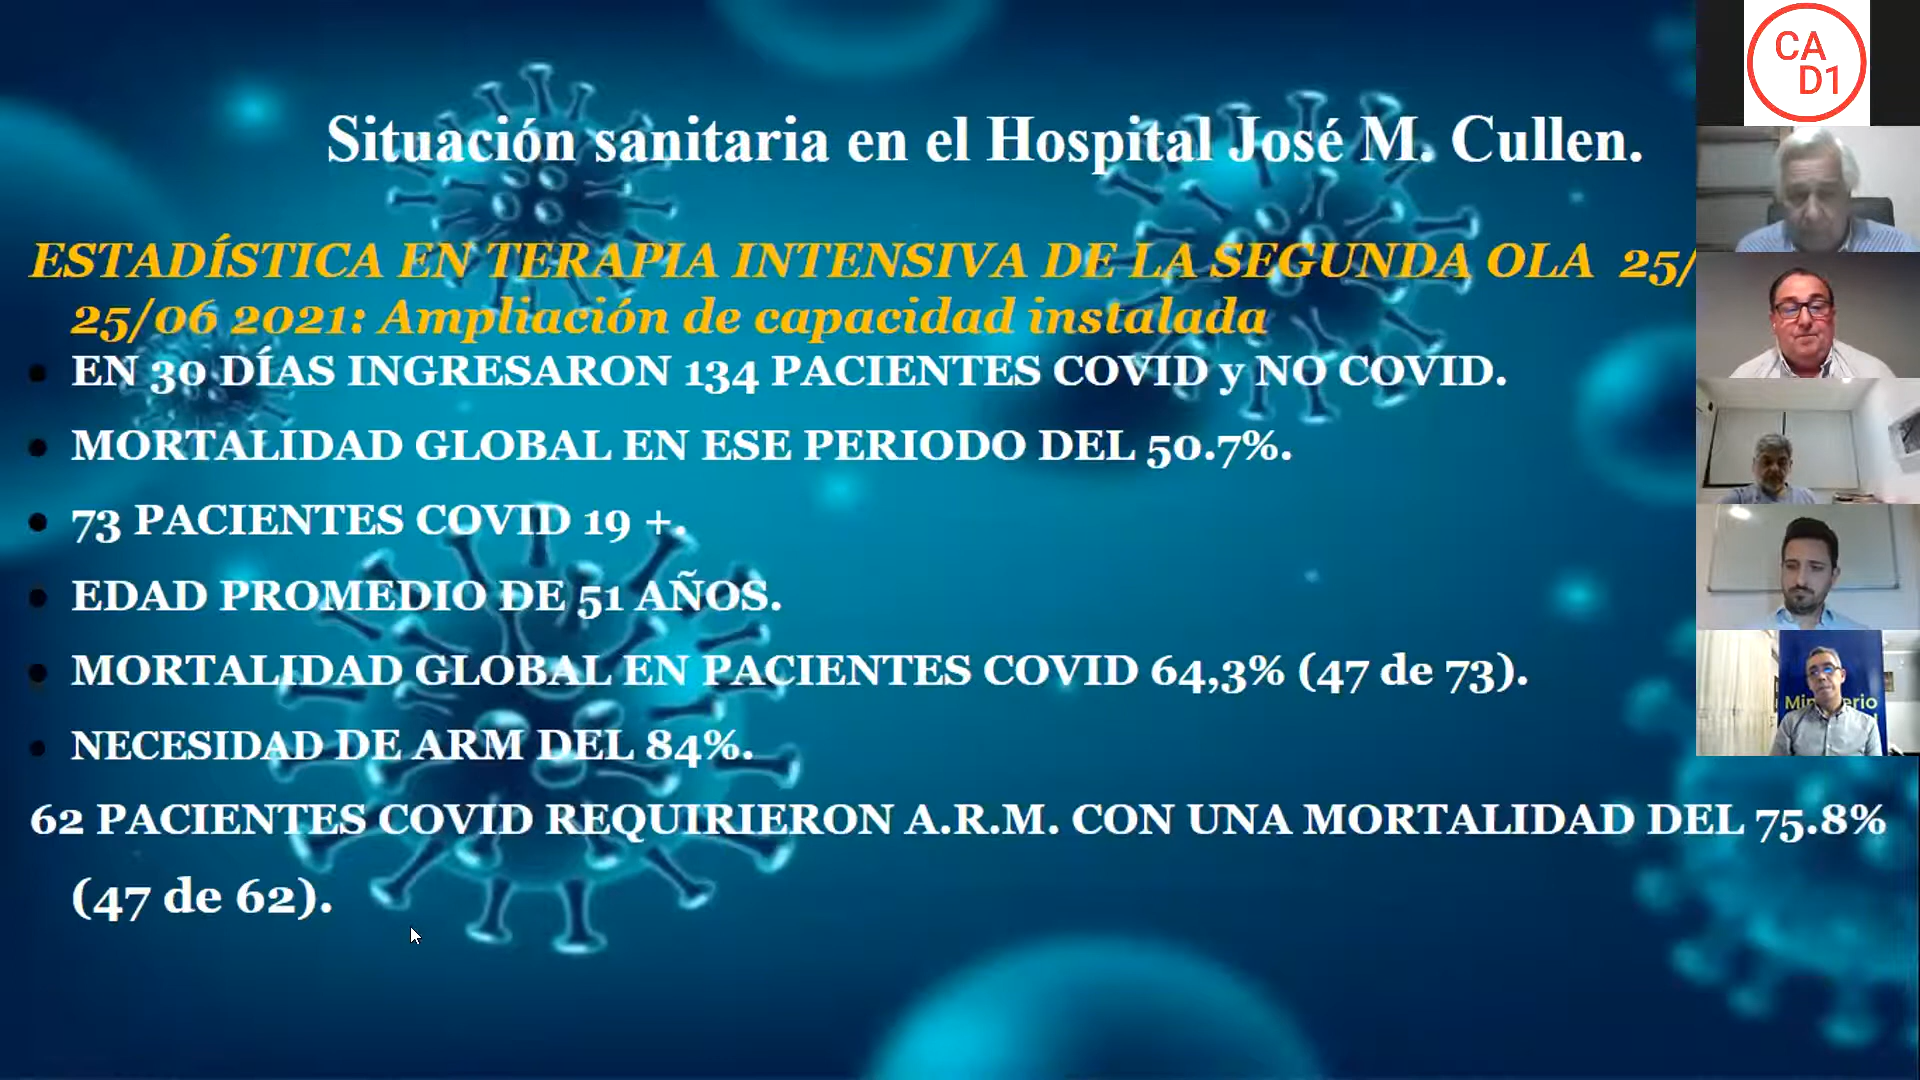 Situación sanitaria en el Hospital José M. Cullen.
ESTADÍSTICA EN TERAPIA INTENSIVA DE LA SEGUNDA OLA 25/
25/06 2021: Ampliación de capacidad instalada
EN 30 DÍAS INGRESARON 134 PACIENTES COVID y NO COVID.
MORTALIDAD GLOBAL EN ESE PERIODO DEL 50.7%.
73 PACIENTES COVID 19 +.
EDAD PROMEDIO DE 51 AÑOS.
MORTALIDAD GLOBAL EN PACIENTES COVID 64,3% (47 de 73).
NECESIDAD DE ARM DEL 84%.
62 PACIENTES COVID REQUIRIERON A.R.M. CON UNA MORTALIDAD DEL 75.8%
(47 de 62).
CA
D1